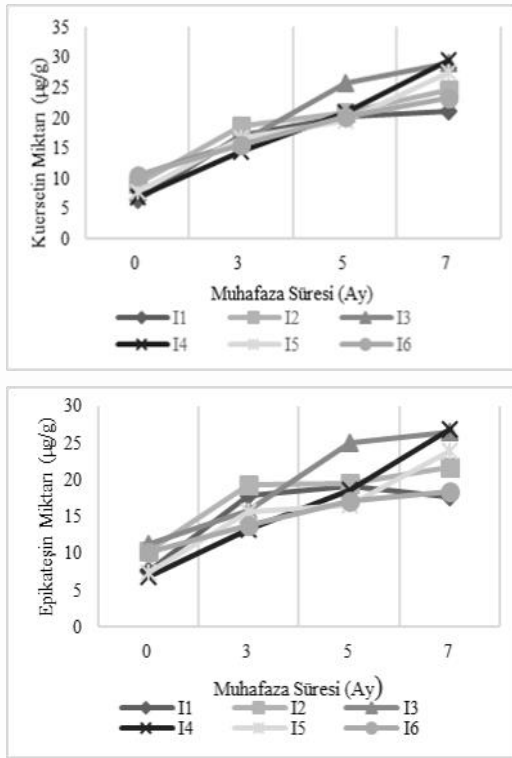 Kuersetin Miktarı (µg/g)
35
30
25
20
15
10
5
0
0 3 5 7
Muhafaza Süresi (Ay)
I1 I2 I3
I4 I5 I6
Epikateşin Miktarı (µg/g)
30
25
20
15
10
5
0
0 3 5 7
Muhafaza Süresi (Ay)
I1 I2 I3
I4 I5 I6